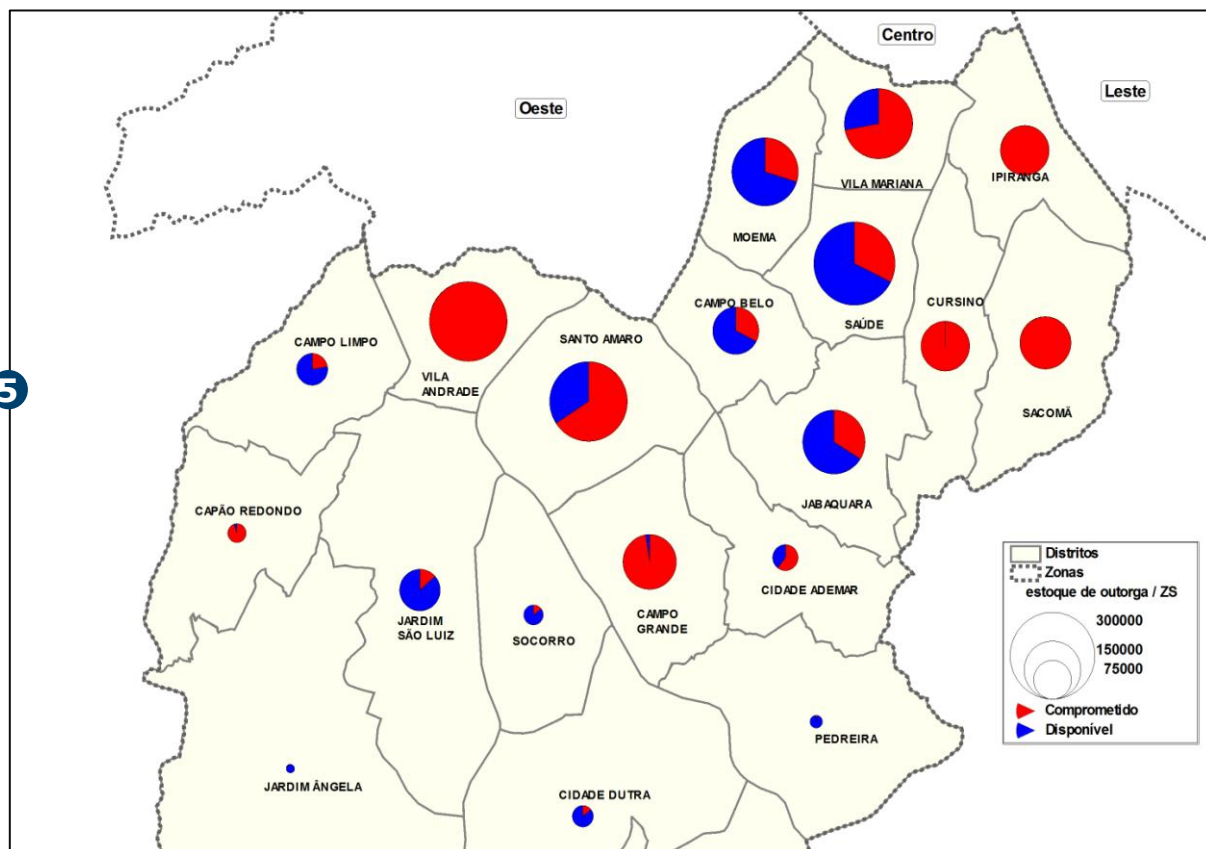 Centro
Oeste
Leste
VILA MARIANA
IPIRANGA
MOEMA
CAMPO BELO
CURSINO
SAÚDE
SANTO AMARO
CAMPO LIMPO
VILA
ANDRADE
SACOMÃ
JABAQUARA
CAPÃO REDONDO
CIDADE ADEMAR
JARDIM
SÃO LUIZ
SOCORRO
CAMPO
GRANDE
PEDREIRA
JARDIM ÂNGELA
CIDADE DUTRA
Distritos
Zonas
estoque de outorga / ZS
300000
150000
75000
Comprometido
Disponível
5